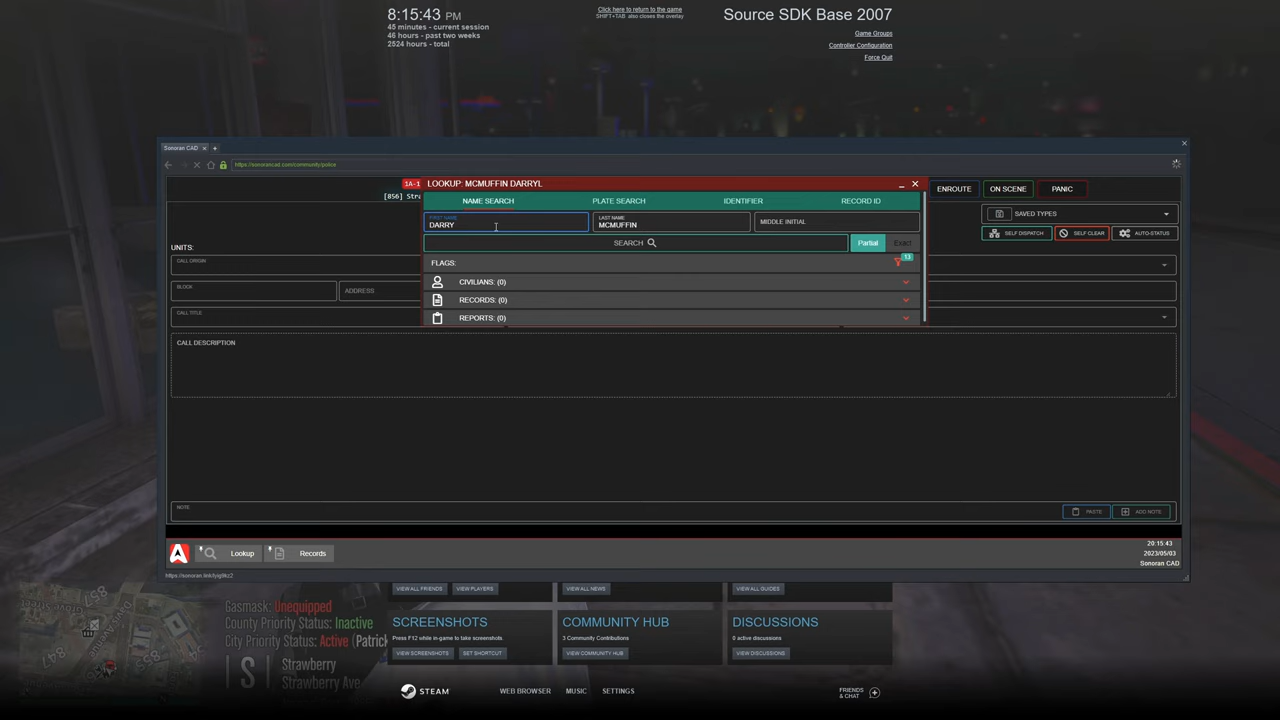 8:15:43 PM
45 minutes - current session
46 hours - past two weeks
2524 hours - total
Click here to return to the game
SHIFT+TAB also closes the overlay
Source SDK Base 2007
Game Groups
Controller Configuration
Force Quit
Sonoran CAD
https://sonorancad.com/community/police
1A-1
[856] Stra
LOOKUP: MCMUFFIN DARRYL
ENROUTE
ON SCENE
PANIC
NAME SEARCH
PLATE SEARCH
IDENTIFIER
RECORD ID
SAVED TYPES
FIRST NAME
DARRY
LAST NAME
MCMUFFIN
MIDDLE INITIAL
SELF DISPATCH
SELF CLEAR
AUTO-STATUS
SEARCH
Partial
Exact
UNITS:
FLAGS:
13
CALL ORIGIN
CIVILIANS: (0)
BLOCK
ADDRESS
RECORDS: (0)
CALL TITLE
REPORTS: (0)
CALL DESCRIPTION
NOTE
PASTE
ADD NOTE
Lookup
Records
20:15:43
2023/05/03
Sonoran CAD
VIEW ALL FRIENDS
VIEW PLAYERS
VIEW ALL NEWS
VIEW ALL GUIDES
Gasmask: Unequipped
County Priority Status: Inactive
City Priority Status: Active (Patrick
S
Strawberry
Strawberry Ave
SCREENSHOTS
Press F12 while in-game to take screenshots.
VIEW SCREENSHOTS
SET SHORTCUT
COMMUNITY HUB
3 Community Contributions
VIEW COMMUNITY HUB
DISCUSSIONS
0 active discussions
VIEW DISCUSSIONS
STEAM
WEB BROWSER
MUSIC
SETTINGS
FRIENDS
& CHAT